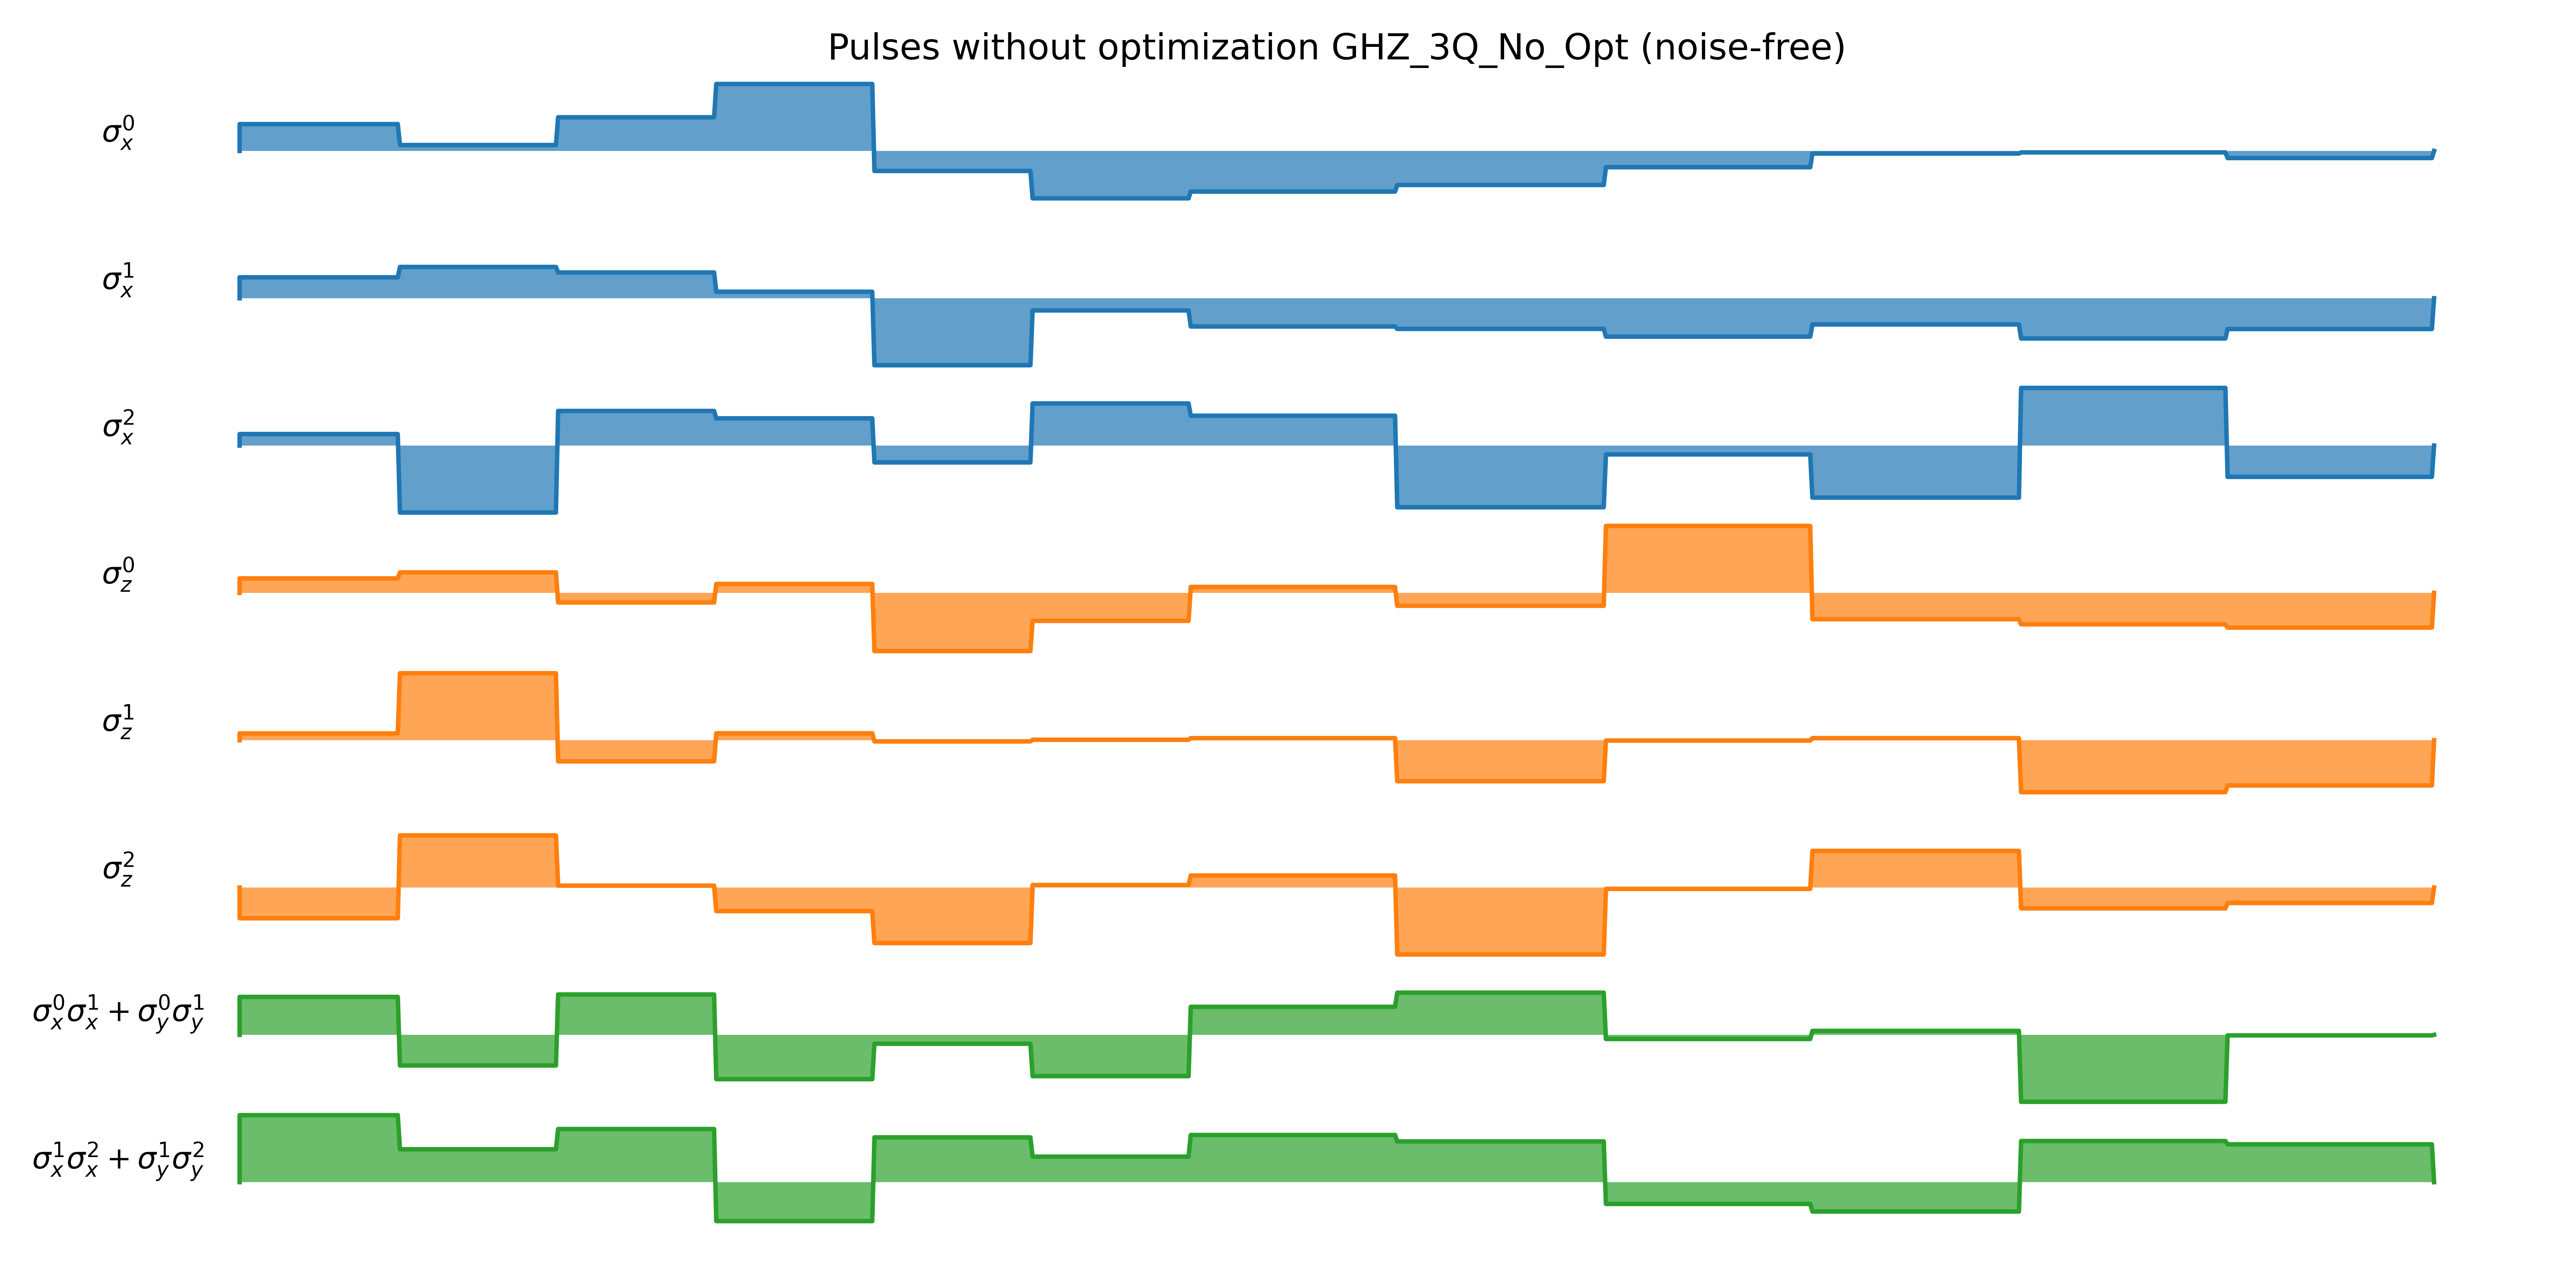 Pulses without optimization GHZ_3Q_No_Opt (noise-free)
σ_x^0
σ_x^1
σ_x^2
σ_z^0
σ_z^1
σ_z^2
σ_x^0σ_x^1 + σ_y^0σ_y^1
σ_x^1σ_x^2 + σ_y^1σ_y^2